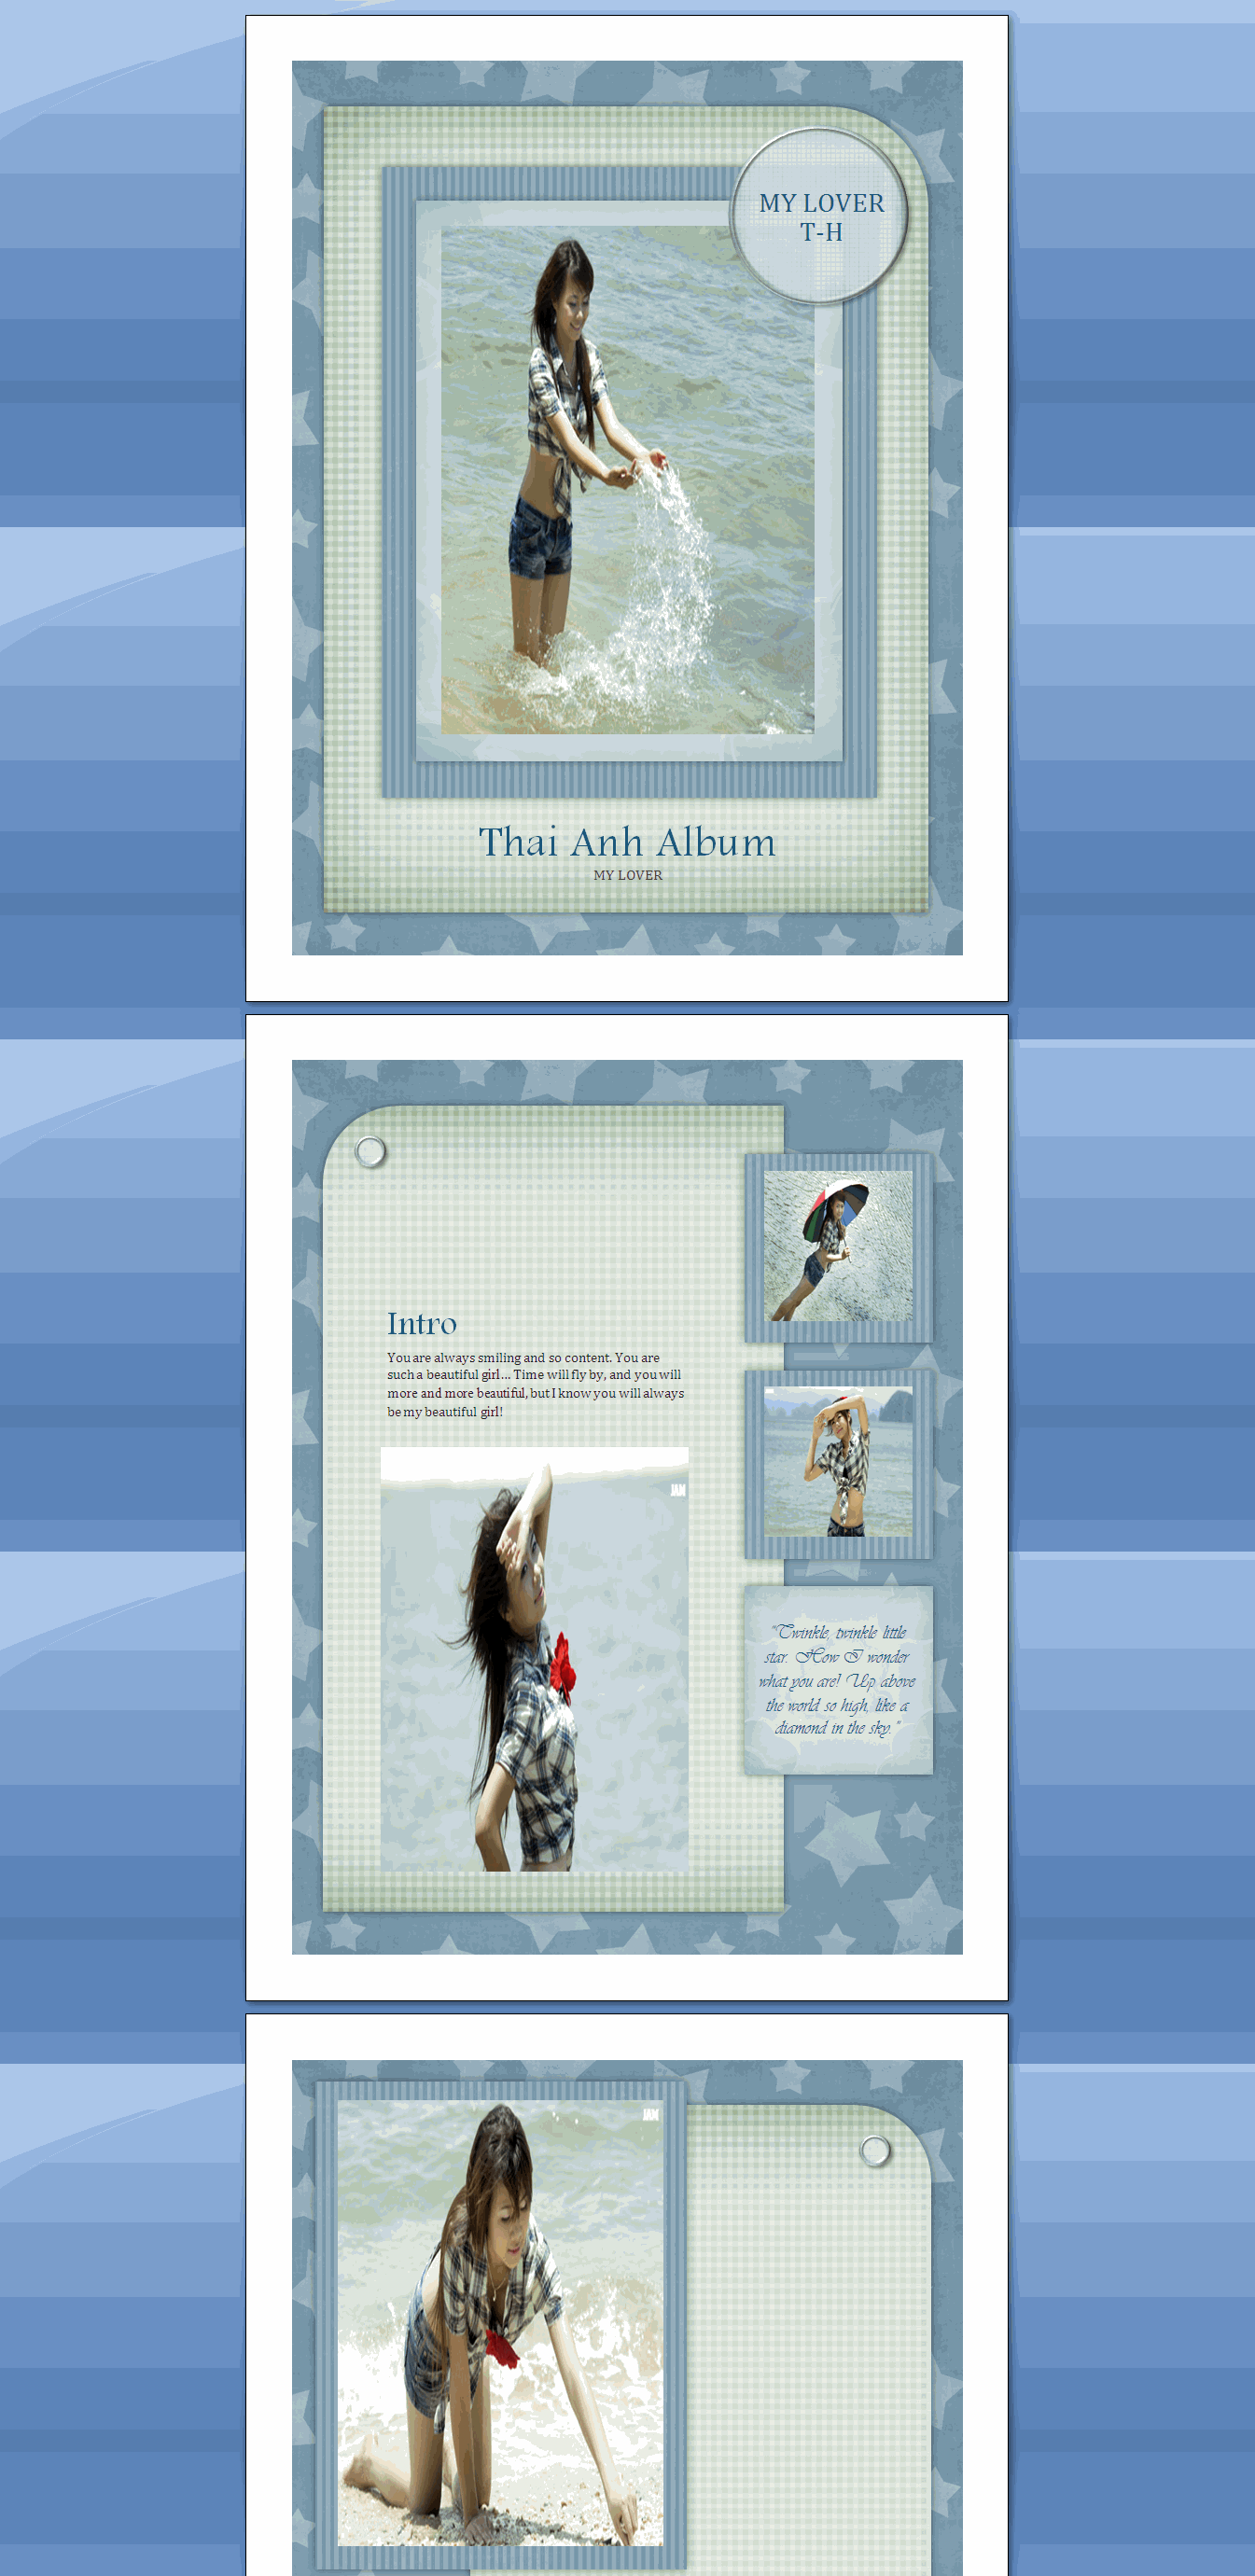 MY LOVER
T-H
Thai Anh Album
MY LOVER
Intro
You are always smiling and so content. You are
such a beautiful girl... Time will fly by, and you will
more and more beautiful, but I know you will always
be my beautiful girl!
JAM
"Twinkle, twinkle little
star. How I wonder
what you are! Up above
the world so high, like a
diamond in the sky."
JAM